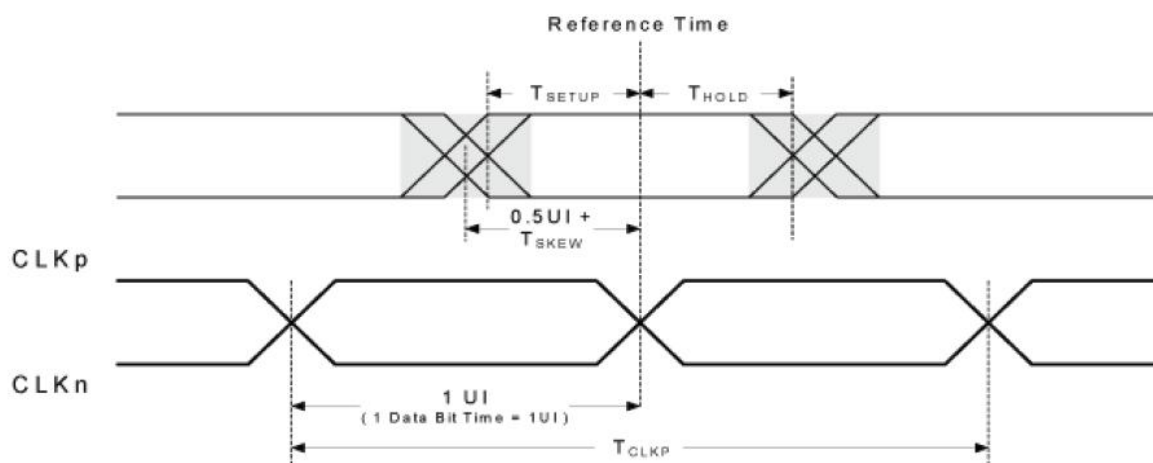 Reference Time
TSETUP
THOLD
0.5UI +
TSKEW
CLKp
CLKn
1 UI
( 1 Data Bit Time = 1UI )
TCLKP